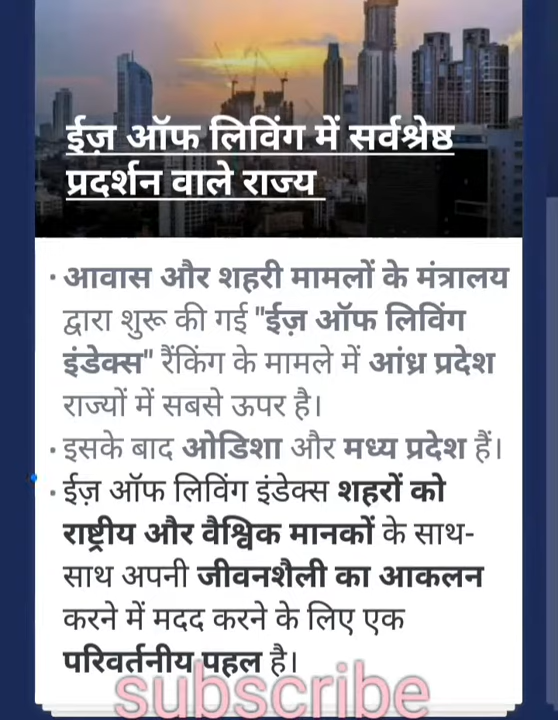 ईज़ ऑफ लिविंग में सर्वश्रेष्ठ
प्रदर्शन वाले राज्य
• आवास और शहरी मामलों के मंत्रालय
द्वारा शुरू की गई "ईज़ ऑफ लिविंग
इंडेक्स" रैंकिंग के मामले में आंध्र प्रदेश
राज्यों में सबसे ऊपर है।
• इसके बाद ओडिशा और मध्य प्रदेश हैं।
• ईज़ ऑफ लिविंग इंडेक्स शहरों को
राष्ट्रीय और वैश्विक मानकों के साथ-
साथ अपनी जीवनशैली का आकलन
करने में मदद करने के लिए एक
परिवर्तनीय पहल है।
subscribe